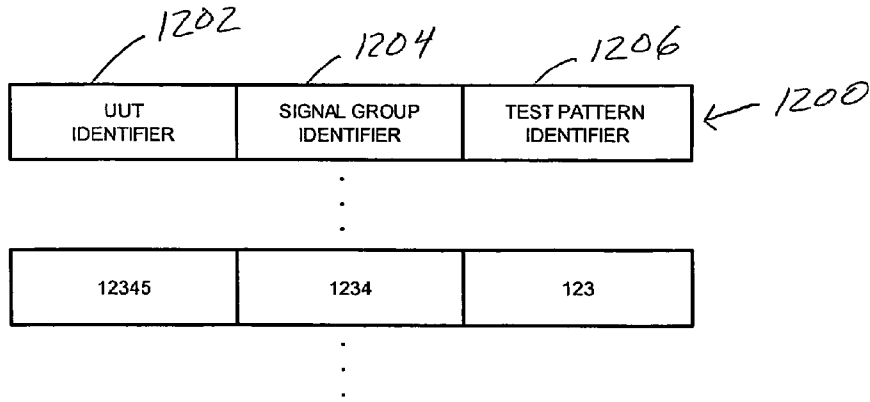 1202 1204 1206
UUT IDENTIFIER SIGNAL GROUP IDENTIFIER TEST PATTERN IDENTIFIER 1200
12345 1234 123